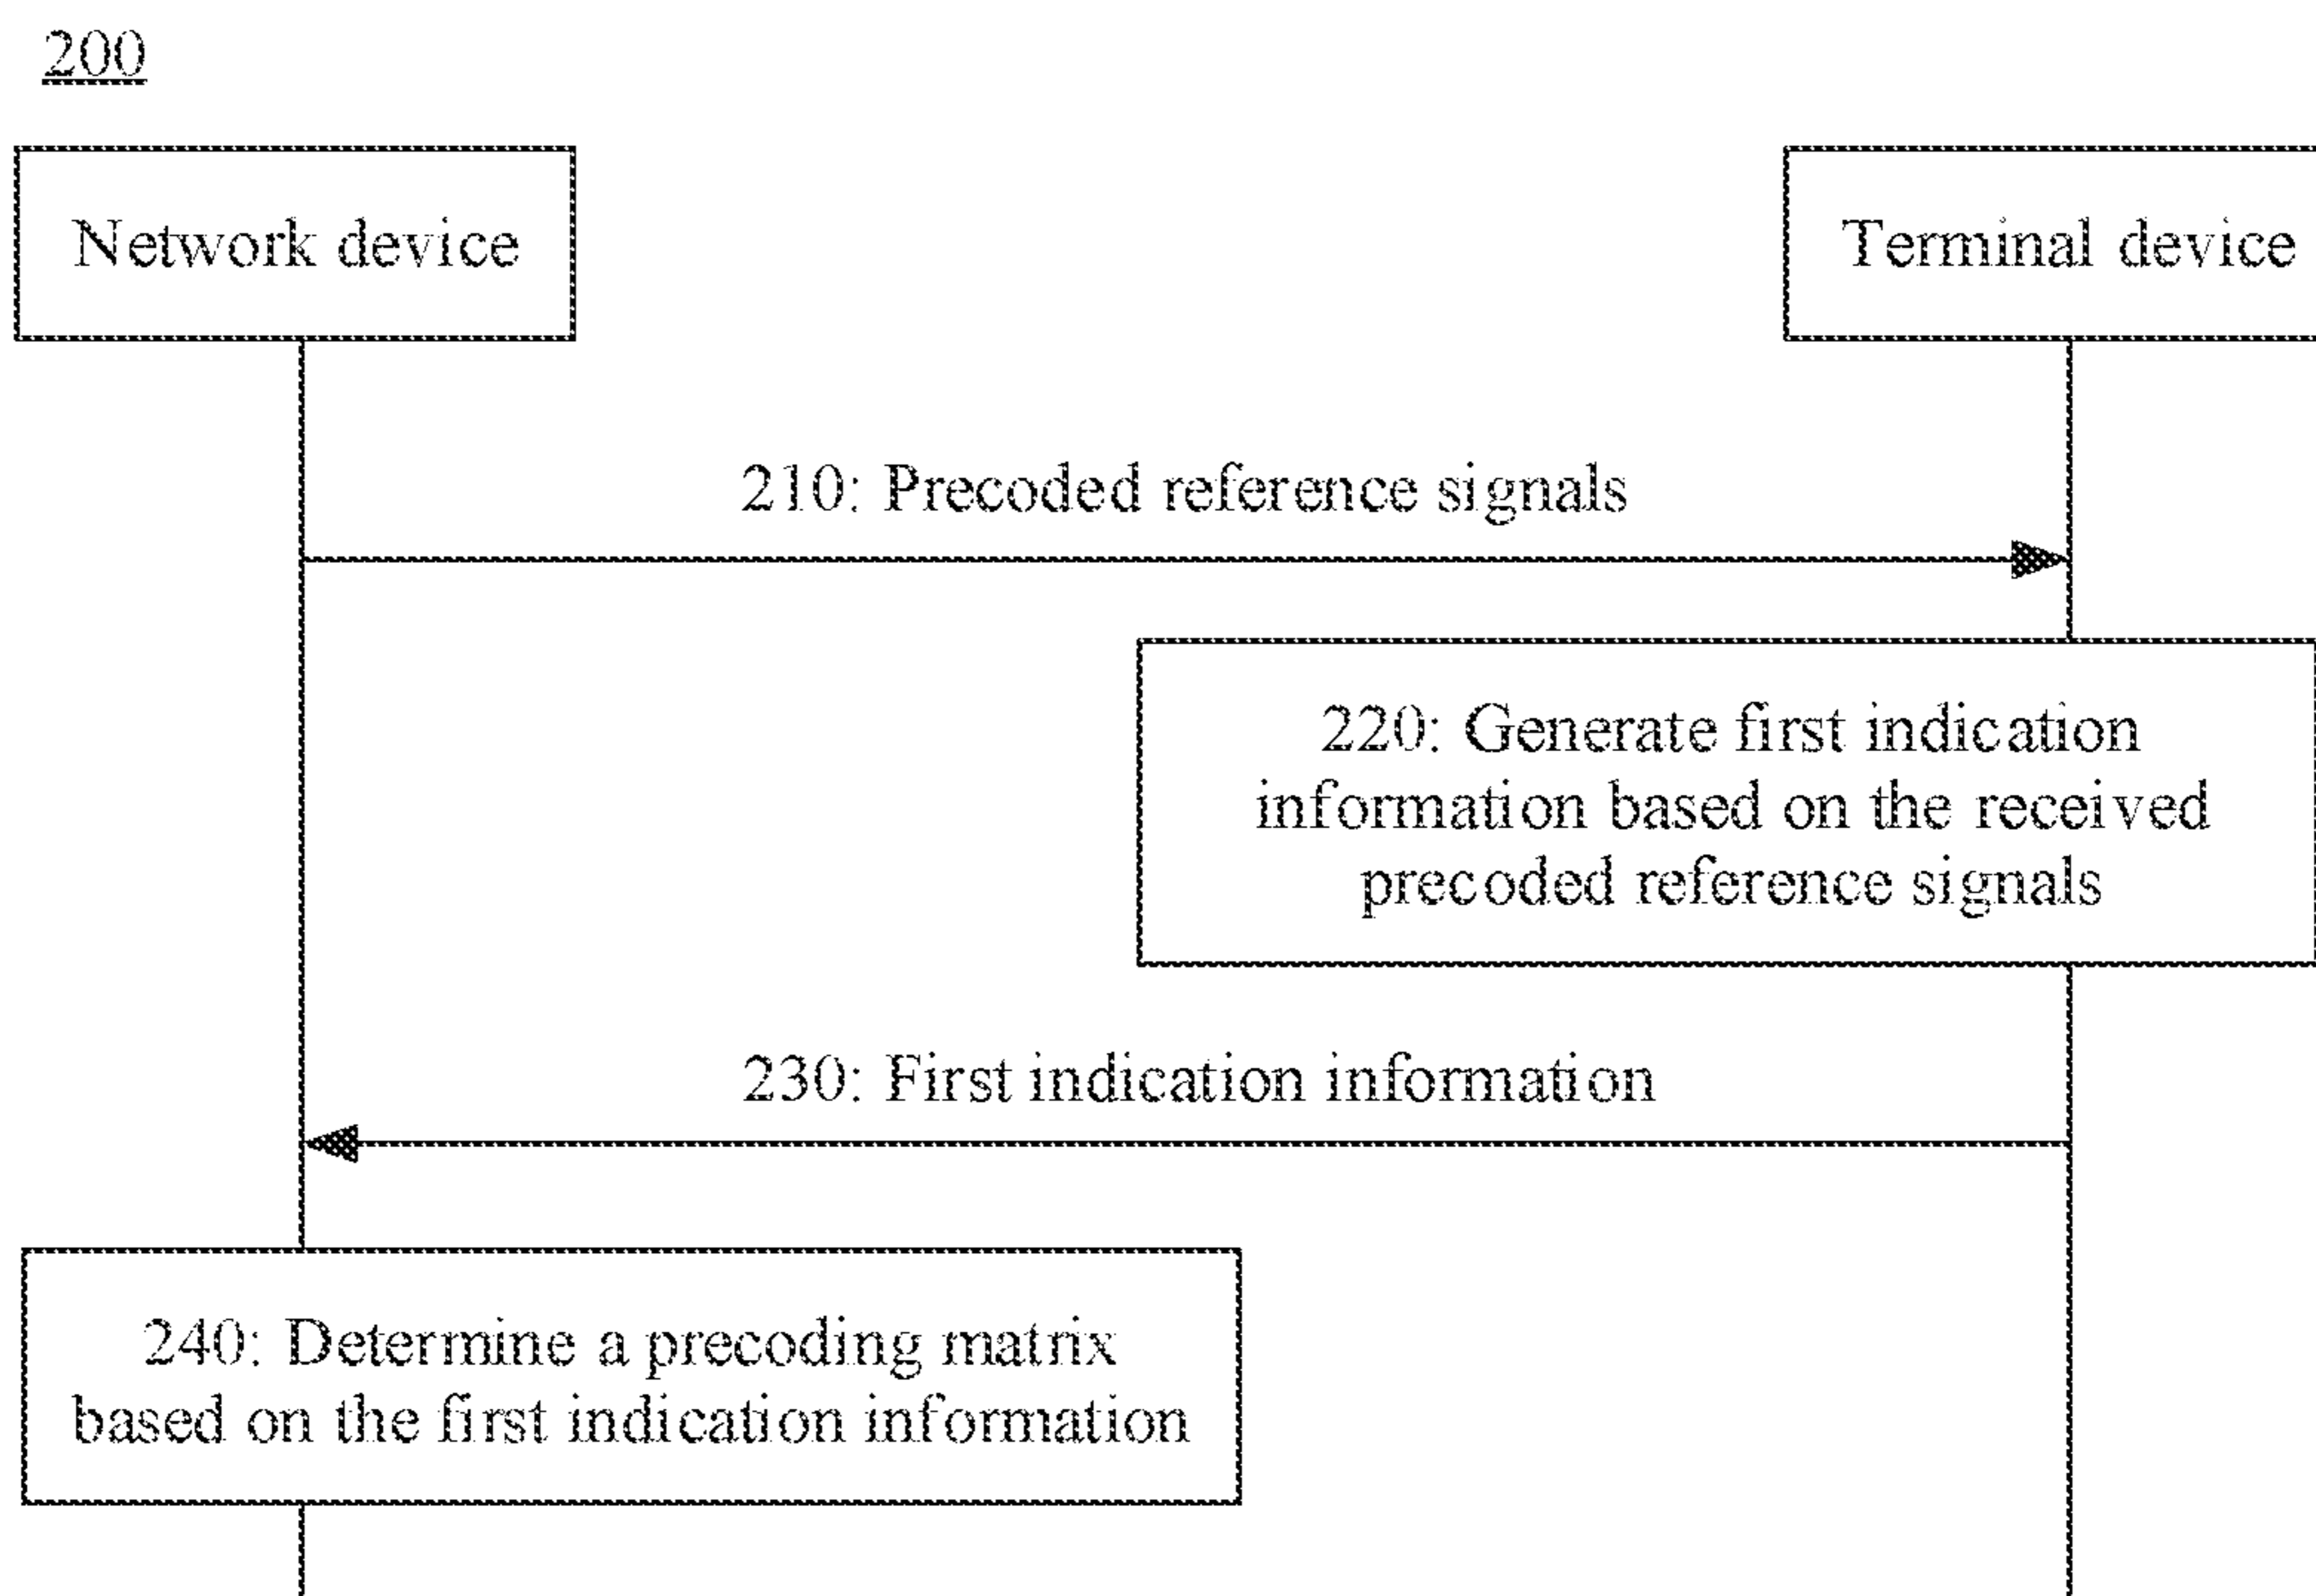 200
Network device
Terminal device
210: Precoded reference signals
220: Generate first indication
information based on the received
precoded reference signals
230: First indication information
240: Determine a precoding matrix
based on the first indication information